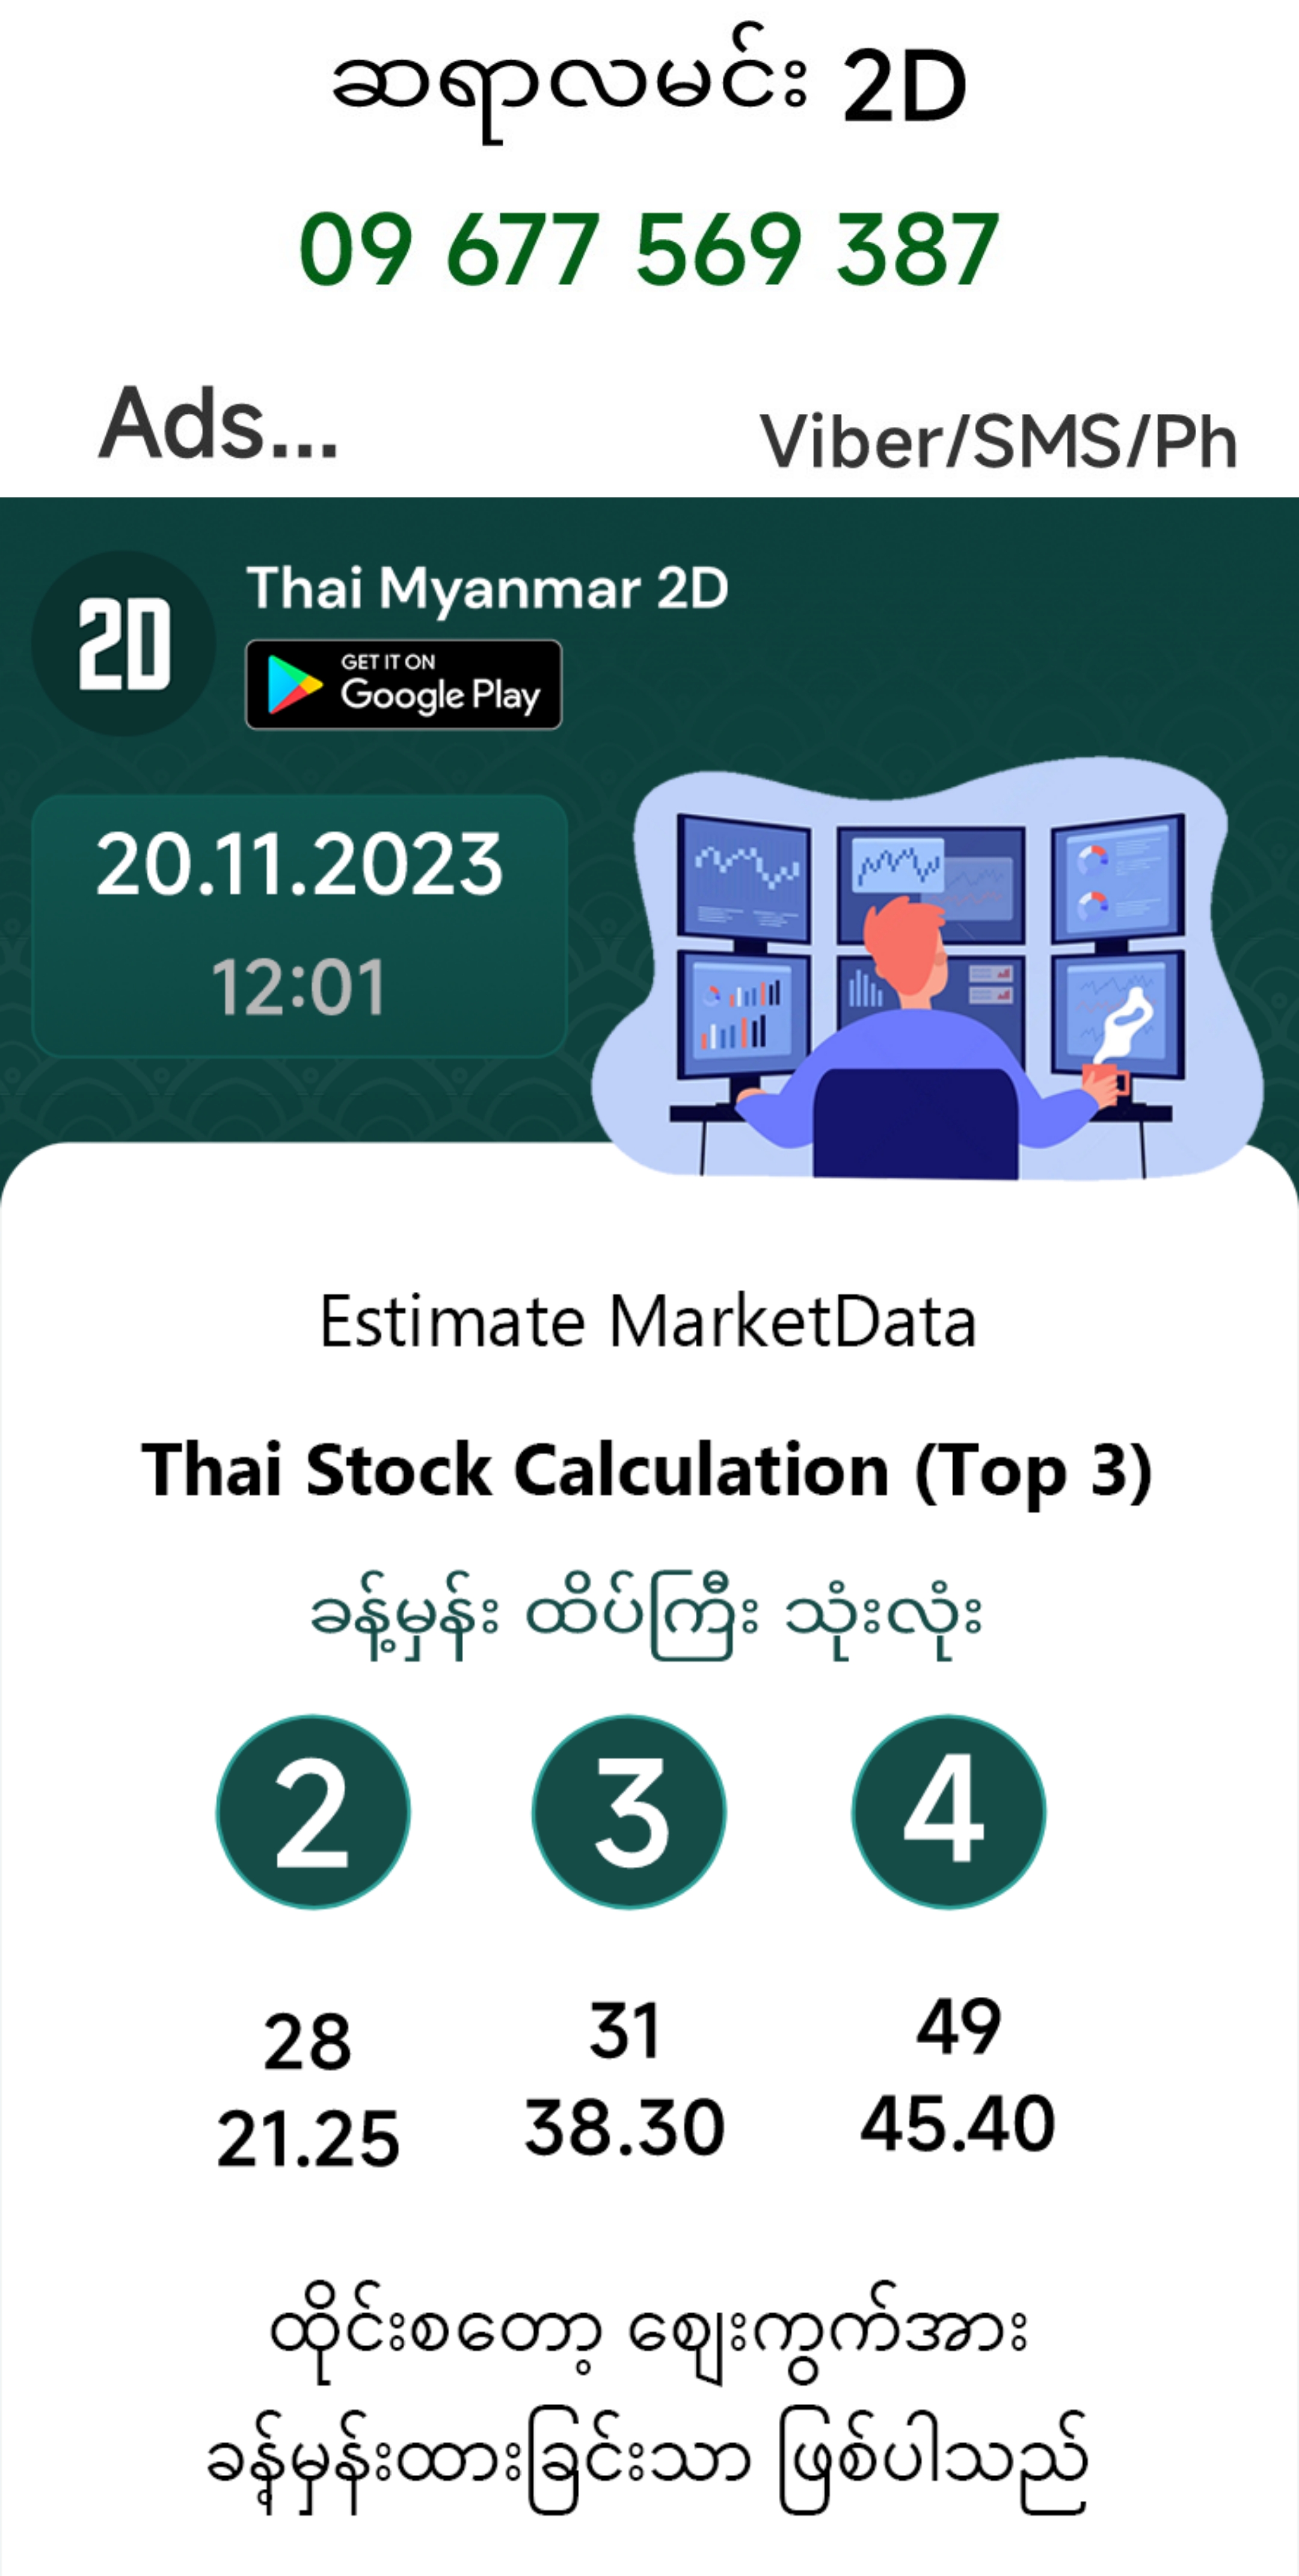 ဆရာလမင်း 2D
09 677 569 387
Ads...
Viber/SMS/Ph
2D
Thai Myanmar 2D
GET IT ON
Google Play
20.11.2023
12:01
Estimate MarketData
Thai Stock Calculation (Top 3)
ခန့်မှန်း ထိပ်ကြီး သုံးလုံး
2 3 4
28 31 49
21.25 38.30 45.40
ထိုင်းစတော့ ဈေးကွက်အား
ခန့်မှန်းထားခြင်းသာ ဖြစ်ပါသည်